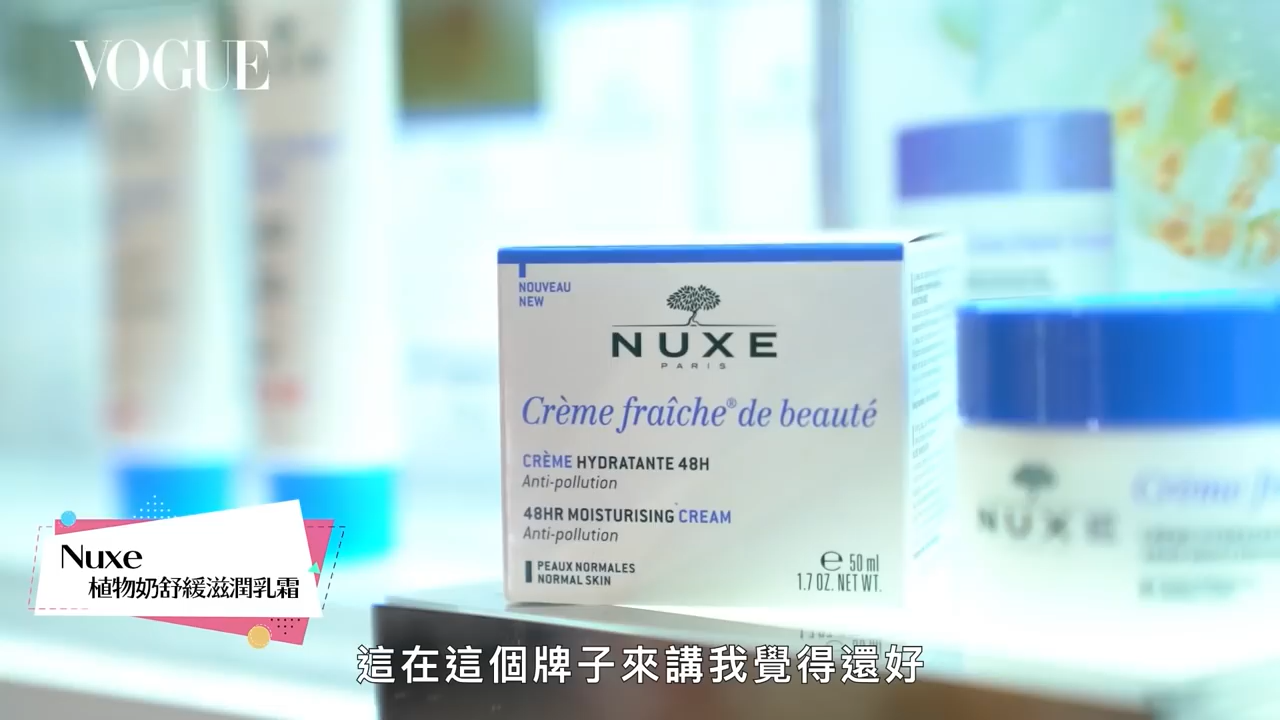 VOGUE
NOUVEAU
NEW
NUXE
PARIS
Crème fraîche® de beauté
CRÈME HYDRATANTE 48H
Anti-pollution
48HR MOISTURISING CREAM
Anti-pollution
PEAUX NORMALES
NORMAL SKIN
℮ 50 ml
1.7 OZ. NET WT.
NUXE
Crème fr
Nuxe
植物奶舒緩滋潤乳霜
這在這個牌子來講我覺得還好